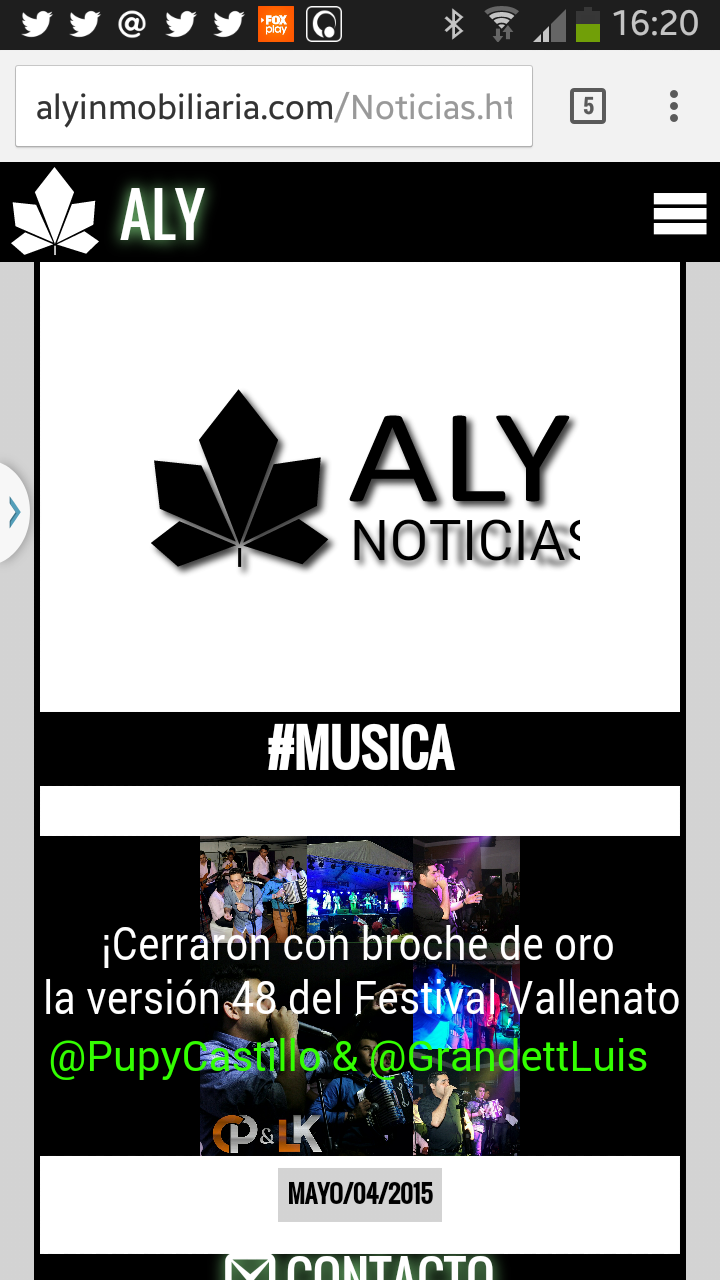 FOX
play
16:20
alyinmobiliaria.com/Noticias.ht
5
ALY
ALY
NOTICIAS
#MUSICA
¡Cerraron con broche de oro
la versión 48 del Festival Vallenato
@PupyCastillo & @GrandettLuis
CP&LK
MAYO/04/2015
CONTACTO